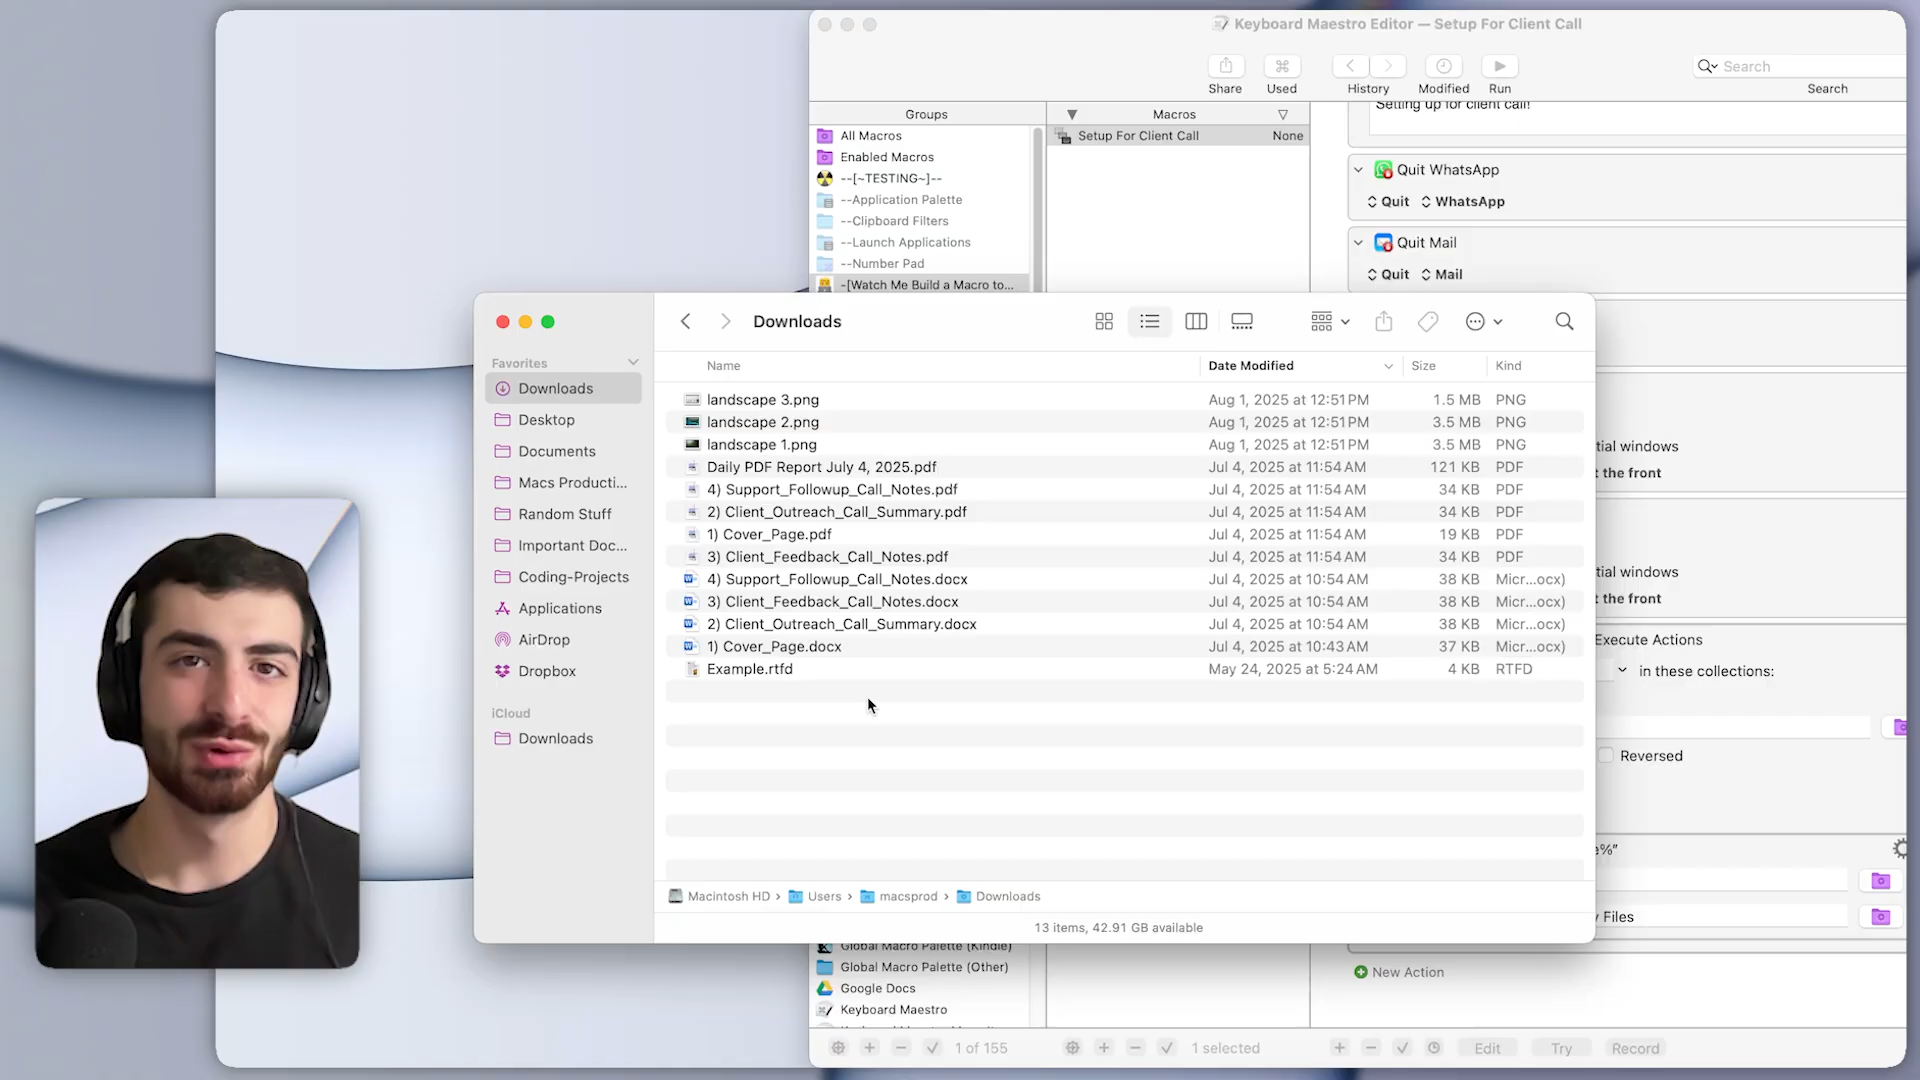 Keyboard Maestro Editor — Setup For Client Call
Share
Used
History
Modified
Run
Search
Search
Groups
Macros
All Macros
Enabled Macros
--[~TESTING~]--
--Application Palette
--Clipboard Filters
--Launch Applications
--Number Pad
-[Watch Me Build a Macro to...
Setup For Client Call None
Setting up for client call!
Quit WhatsApp
Quit WhatsApp
Quit Mail
Quit Mail
Downloads
Favorites
Downloads
Desktop
Documents
Macs Producti...
Random Stuff
Important Doc...
Coding-Projects
Applications
AirDrop
Dropbox
iCloud
Downloads
Name Date Modified Size Kind
landscape 3.png Aug 1, 2025 at 12:51 PM 1.5 MB PNG
landscape 2.png Aug 1, 2025 at 12:51 PM 3.5 MB PNG
landscape 1.png Aug 1, 2025 at 12:51 PM 3.5 MB PNG
Daily PDF Report July 4, 2025.pdf Jul 4, 2025 at 11:54 AM 121 KB PDF
4) Support_Followup_Call_Notes.pdf Jul 4, 2025 at 11:54 AM 34 KB PDF
2) Client_Outreach_Call_Summary.pdf Jul 4, 2025 at 11:54 AM 34 KB PDF
1) Cover_Page.pdf Jul 4, 2025 at 11:54 AM 19 KB PDF
3) Client_Feedback_Call_Notes.pdf Jul 4, 2025 at 11:54 AM 34 KB PDF
4) Support_Followup_Call_Notes.docx Jul 4, 2025 at 10:54 AM 38 KB Micr...ocx)
3) Client_Feedback_Call_Notes.docx Jul 4, 2025 at 10:54 AM 38 KB Micr...ocx)
2) Client_Outreach_Call_Summary.docx Jul 4, 2025 at 10:54 AM 38 KB Micr...ocx)
1) Cover_Page.docx Jul 4, 2025 at 10:43 AM 37 KB Micr...ocx)
Example.rtfd May 24, 2025 at 5:24 AM 4 KB RTFD
Macintosh HD › Users › macsprod › Downloads
13 items, 42.91 GB available
tial windows
t the front
tial windows
t the front
Execute Actions
in these collections:
Reversed
e%"
Files
New Action
Global Macro Palette (Kindle)
Global Macro Palette (Other)
Google Docs
Keyboard Maestro
1 of 155
1 selected
Edit
Try
Record